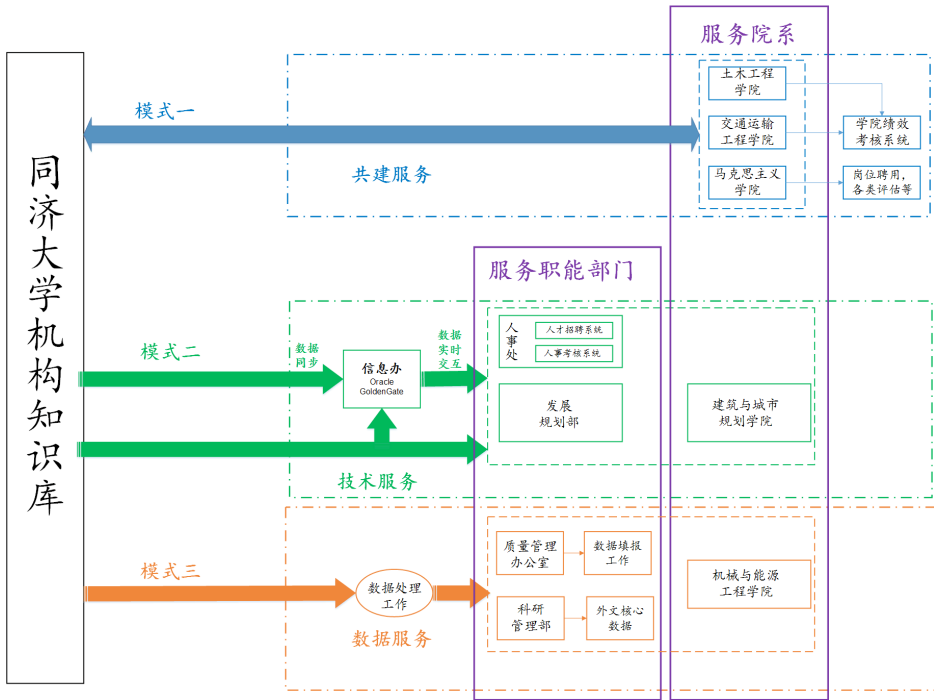 同济大学机构知识库
服务院系
模式一
共建服务
土木工程
学院
交通运输
工程学院
马克思主义
学院
学院绩效
考核系统
岗位聘用，
各类评估等
服务职能部门
模式二
数据
同步
信息办
Oracle
GoldenGate
数据
实时
交互
人事处
人才招聘系统
人事考核系统
发展
规划部
建筑与城市
规划学院
技术服务
模式三
数据处理
工作
数据服务
质量管理
办公室
数据填报
工作
科研
管理部
外文核心
数据
机械与能源
工程学院